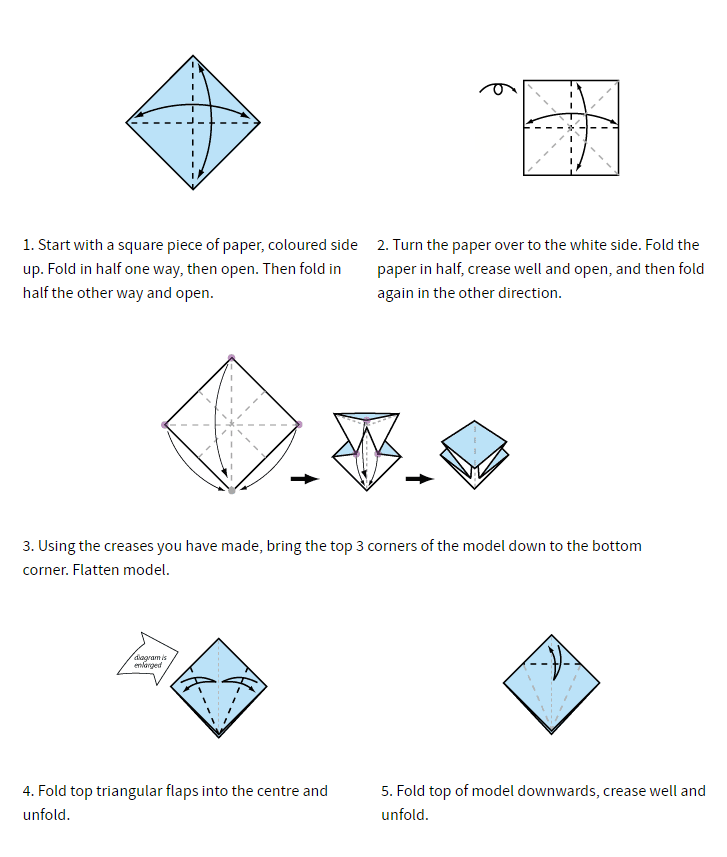 1. Start with a square piece of paper, coloured side
up. Fold in half one way, then open. Then fold in
half the other way and open.
2. Turn the paper over to the white side. Fold the
paper in half, crease well and open, and then fold
again in the other direction.
3. Using the creases you have made, bring the top 3 corners of the model down to the bottom
corner. Flatten model.
diagram is
enlarged
4. Fold top triangular flaps into the centre and
unfold.
5. Fold top of model downwards, crease well and
unfold.